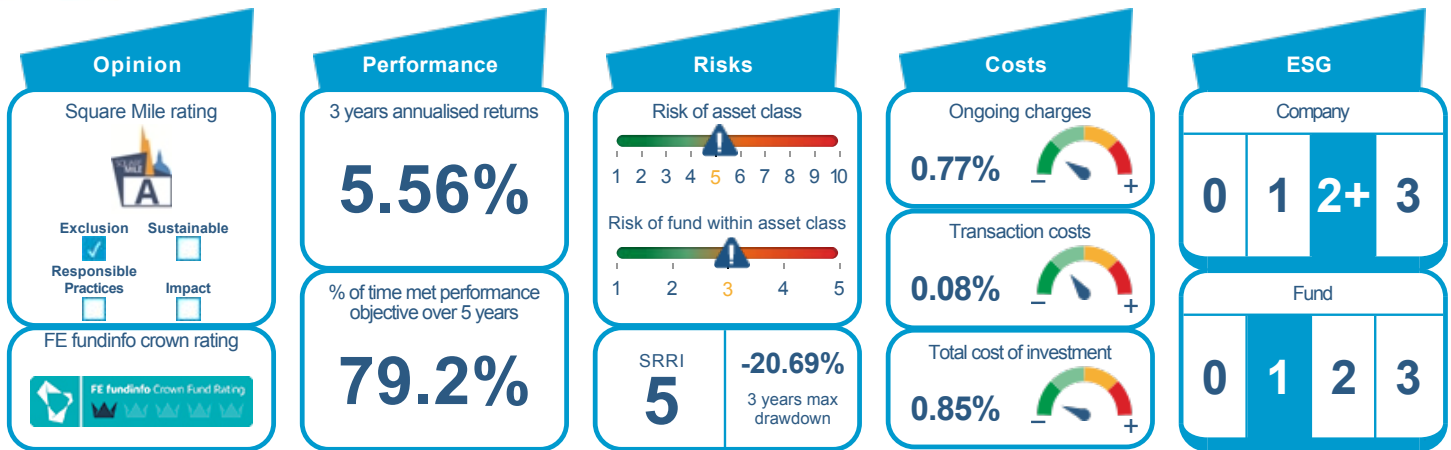 Opinion
Square Mile rating
SQUARE
MILE
A
Exclusion Sustainable
Responsible
Practices Impact
FE fundinfo crown rating
FE fundinfo Crown Fund Rating
Performance
3 years annualised returns
5.56%
% of time met performance
objective over 5 years
79.2%
Risks
Risk of asset class
1 2 3 4 5 6 7 8 9 10
Risk of fund within asset class
1 2 3 4 5
SRRI
5
-20.69%
3 years max
drawdown
Costs
Ongoing charges
0.77%
− +
Transaction costs
0.08%
− +
Total cost of investment
0.85%
− +
ESG
Company
0 1 2+ 3
Fund
0 1 2 3